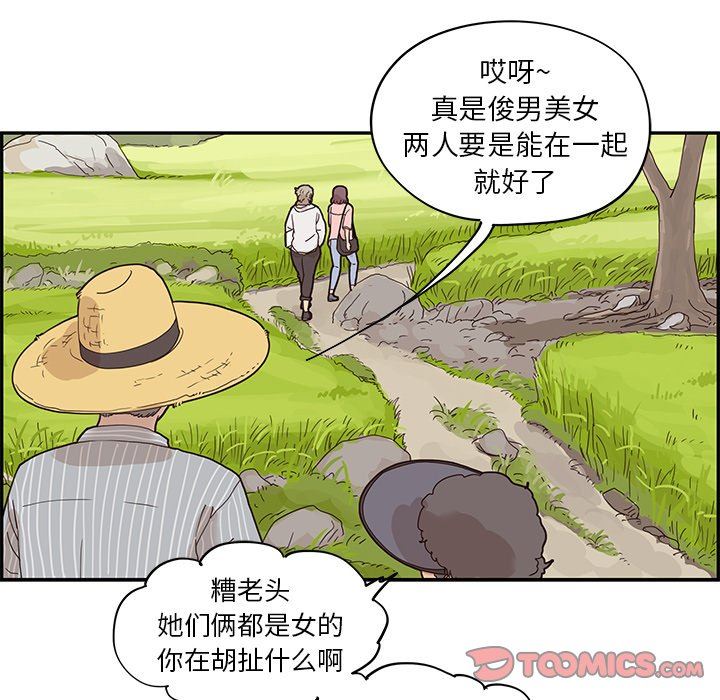 哎呀~
真是俊男美女
两人要是能在一起
就好了
糟老头
她们俩都是女的
你在胡扯什么啊
TOOMICS.COM